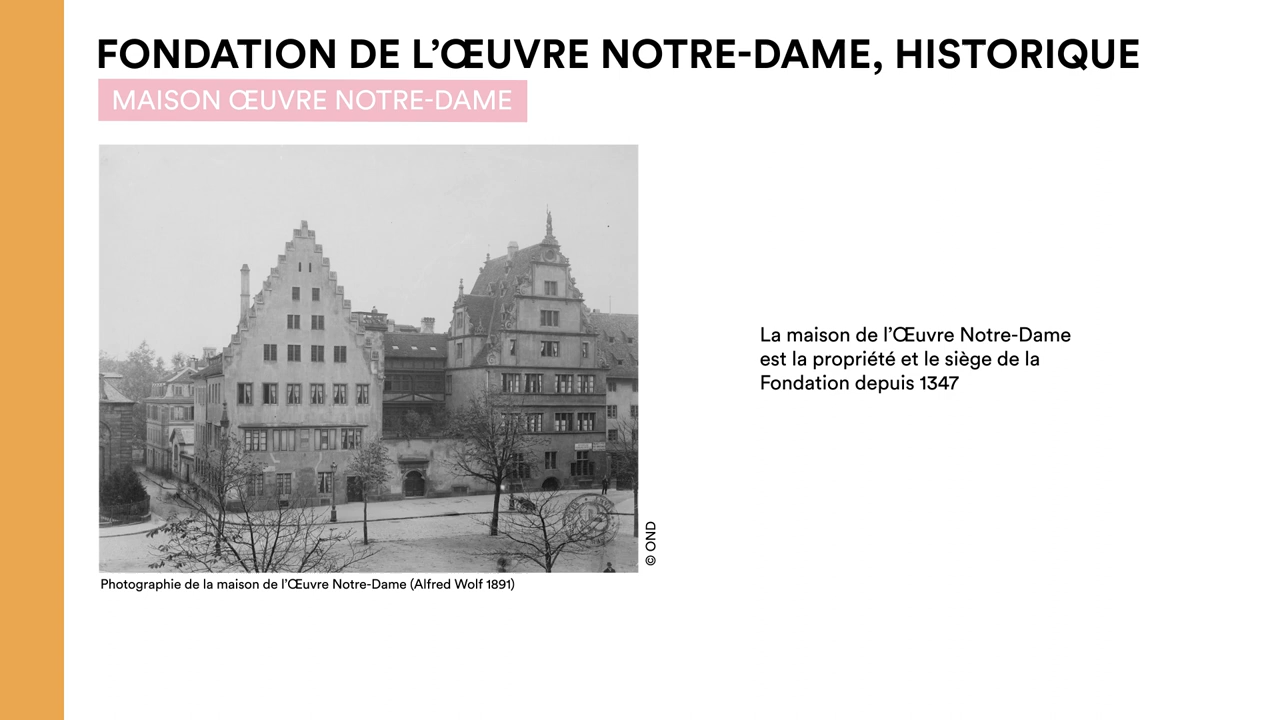 FONDATION DE L’ŒUVRE NOTRE-DAME, HISTORIQUE
MAISON ŒUVRE NOTRE-DAME
La maison de l’Œuvre Notre-Dame
est la propriété et le siège de la
Fondation depuis 1347
© OND
Photographie de la maison de l’Œuvre Notre-Dame (Alfred Wolf 1891)